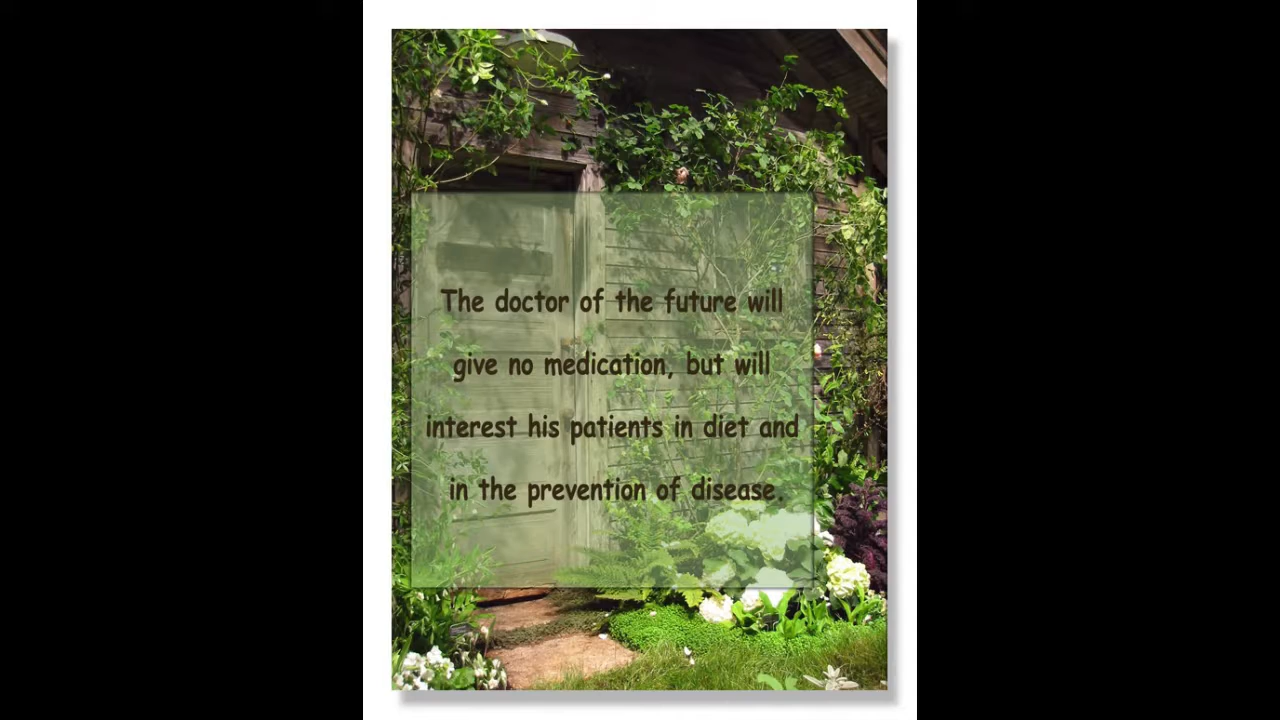 The doctor of the future will
give no medication, but will
interest his patients in diet and
in the prevention of disease.